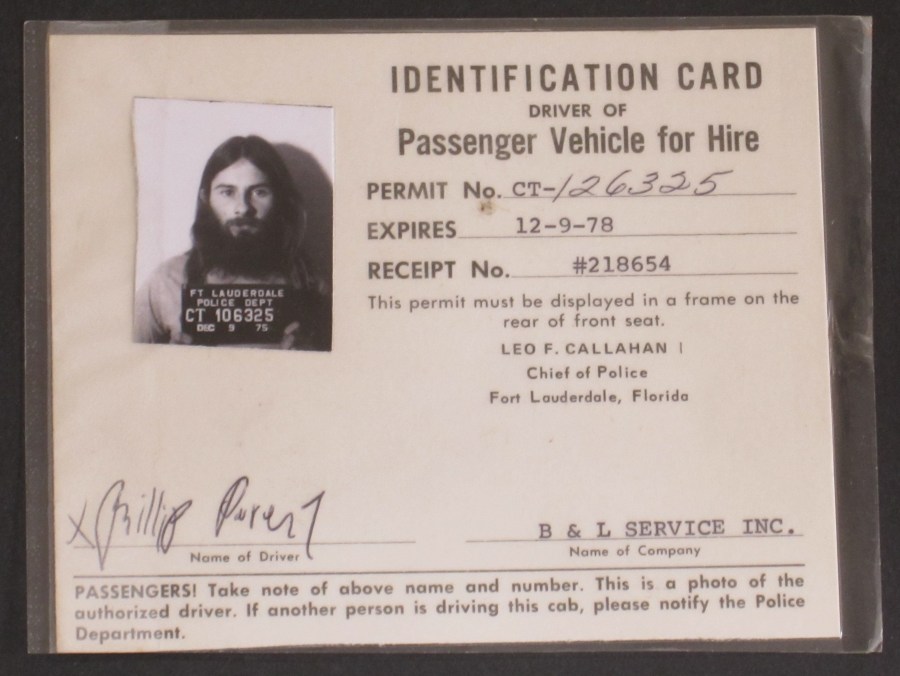 IDENTIFICATION CARD
DRIVER OF
Passenger Vehicle for Hire
PERMIT No. CT-126325
EXPIRES 12-9-78
RECEIPT No. #218654
This permit must be displayed in a frame on the
rear of front seat.
LEO F. CALLAHAN
Chief of Police
Fort Lauderdale, Florida
FT LAUDERDALE
POLICE DEPT
CT 106325
DEC 9 75
X Phillip
Name of Driver
B & L SERVICE INC.
Name of Company
PASSENGERS! Take note of above name and number. This is a photo of the
authorized driver. If another person is driving this cab, please notify the Police
Department.